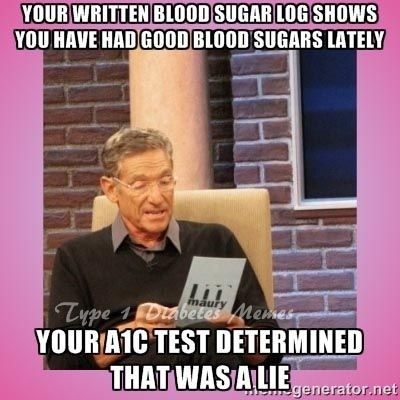 YOUR WRITTEN BLOOD SUGAR LOG SHOWS
YOU HAVE HAD GOOD BLOOD SUGARS LATELY
maury
Type 1 Diabetes Memes
YOUR A1C TEST DETERMINED
THAT WAS A LIE
memegenerator.net